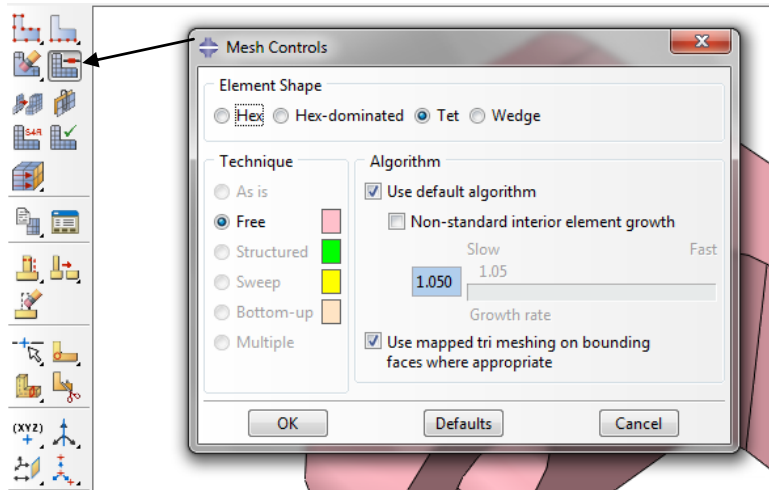 Mesh Controls
x
Element Shape
Hex Hex-dominated Tet Wedge
Technique
As is
Free
Structured
Sweep
Bottom-up
Multiple
Algorithm
Use default algorithm
Non-standard interior element growth
Slow Fast
1.050 1.05
Growth rate
Use mapped tri meshing on bounding
faces where appropriate
OK Defaults Cancel
S4R
(XYZ)